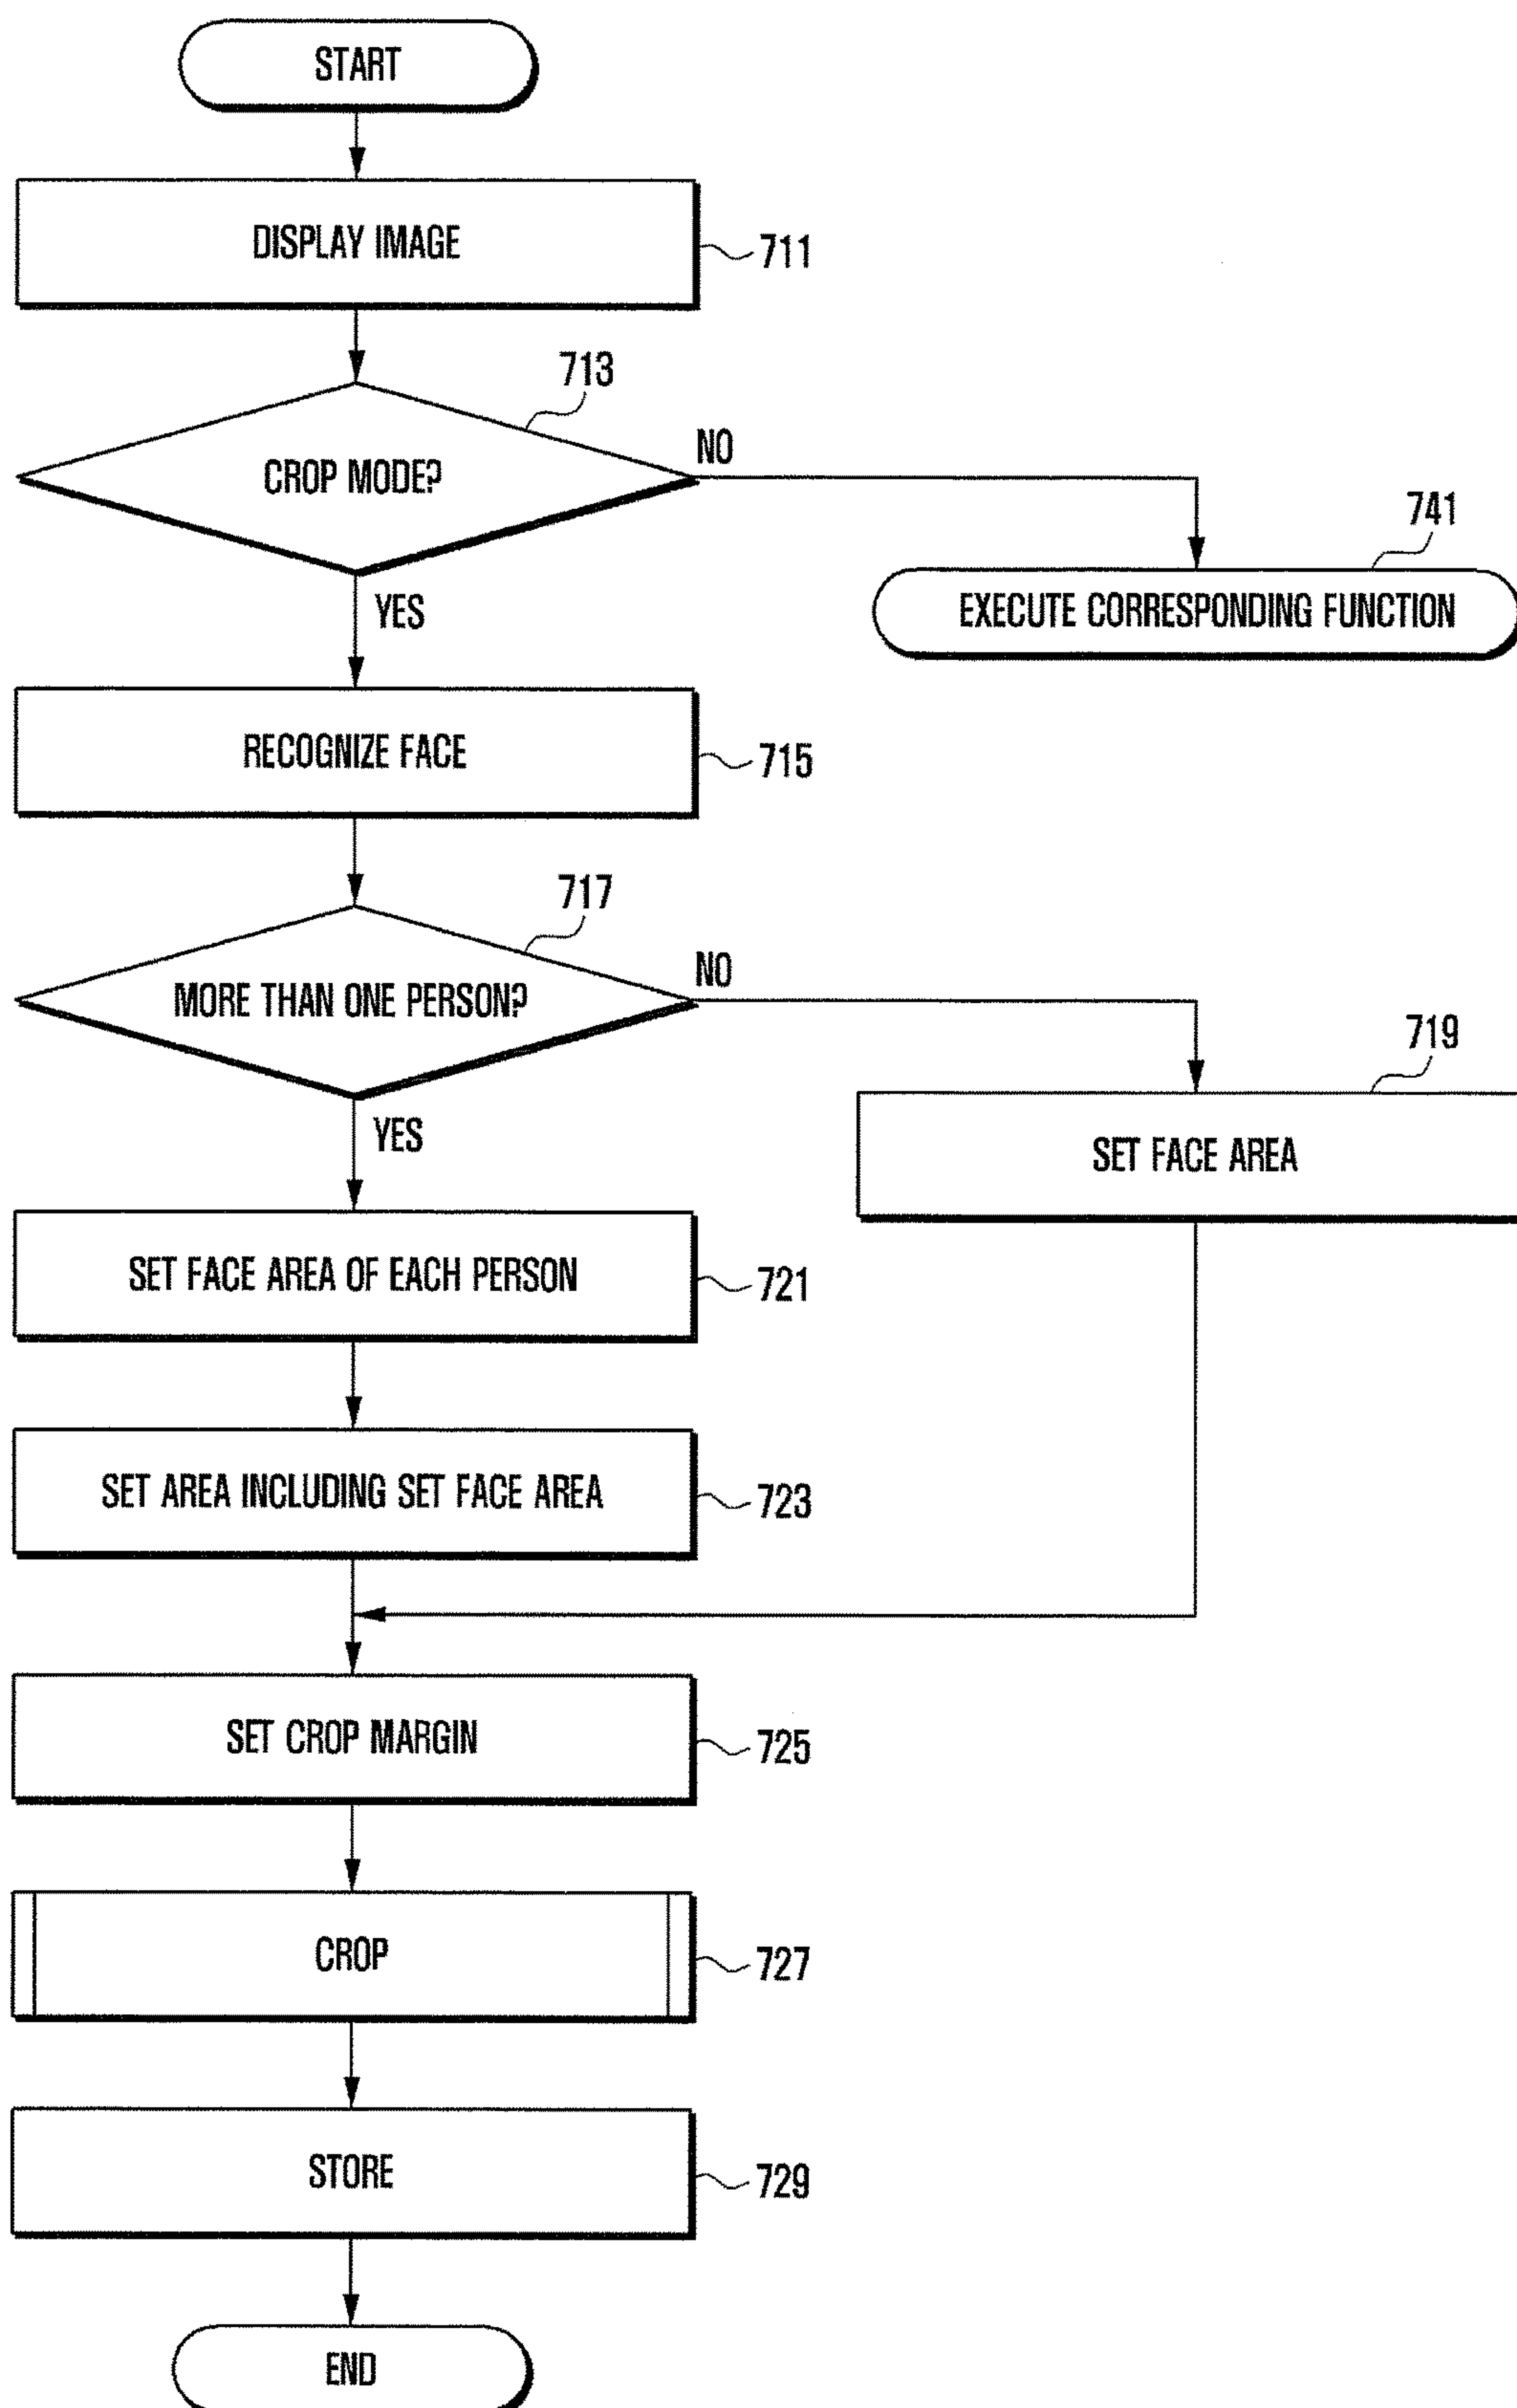 START
DISPLAY IMAGE
711
713
CROP MODE?
NO
741
EXECUTE CORRESPONDING FUNCTION
YES
RECOGNIZE FACE
715
717
MORE THAN ONE PERSON?
NO
719
SET FACE AREA
YES
SET FACE AREA OF EACH PERSON
721
SET AREA INCLUDING SET FACE AREA
723
SET CROP MARGIN
725
CROP
727
STORE
729
END